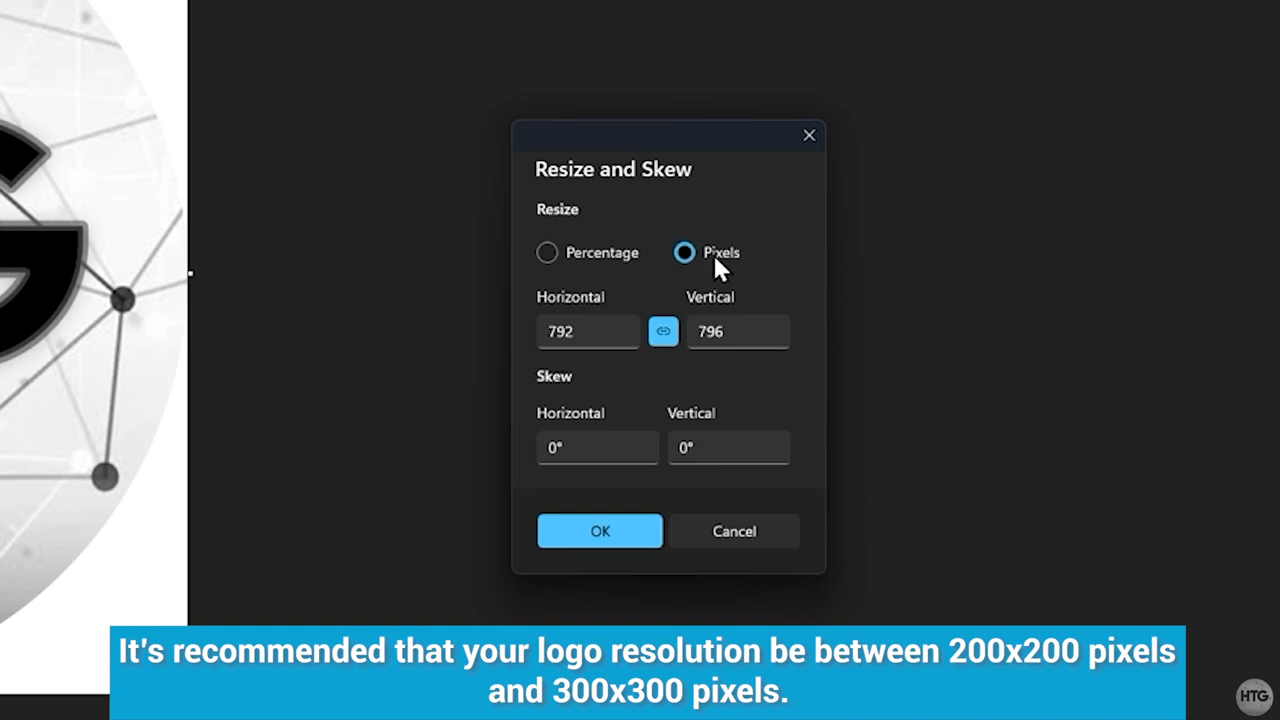 Resize and Skew
Resize
Percentage
Pixels
Horizontal
Vertical
792
796
Skew
Horizontal
Vertical
0°
0°
OK
Cancel
It's recommended that your logo resolution be between 200x200 pixels
and 300x300 pixels.
HTG